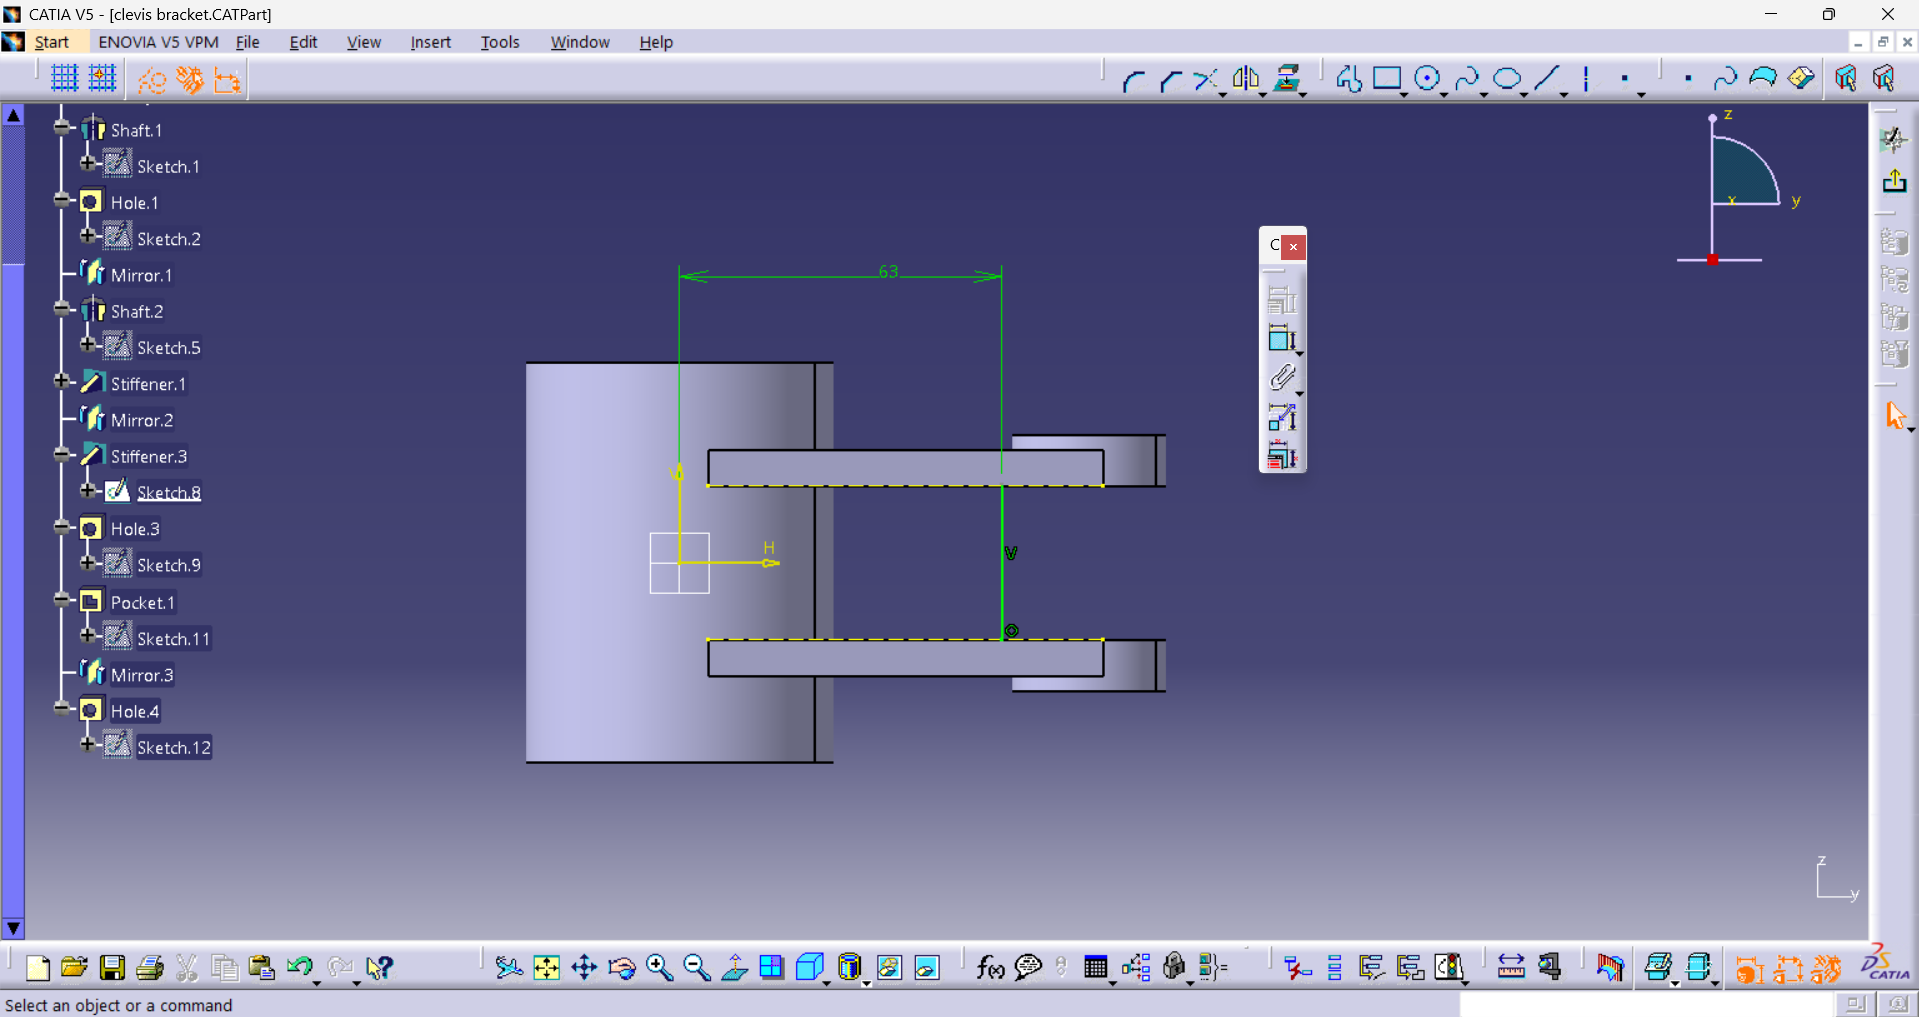 CATIA V5 - [clevis bracket.CATPart]
Start ENOVIA V5 VPM File Edit View Insert Tools Window Help
Shaft.1
Sketch.1
Hole.1
Sketch.2
Mirror.1
Shaft.2
Sketch.5
Stiffener.1
Mirror.2
Stiffener.3
Sketch.8
Hole.3
Sketch.9
Pocket.1
Sketch.11
Mirror.3
Hole.4
Sketch.12
63
V
H
V
C
z
x
y
z
y
f(x)
CATIA
Select an object or a command